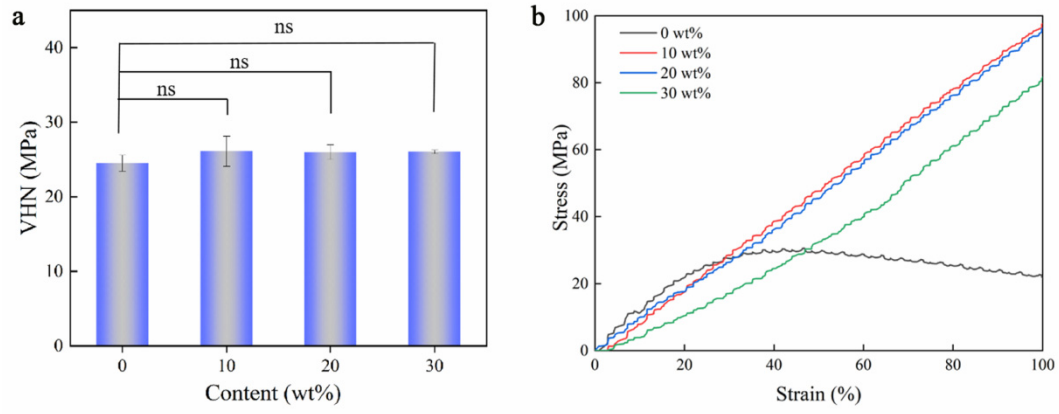 a
ns
ns
ns
VHN (MPa)
40
30
20
10
0
0 10 20 30
Content (wt%)
b
0 wt%
10 wt%
20 wt%
30 wt%
Stress (MPa)
100
80
60
40
20
0
0 20 40 60 80 100
Strain (%)